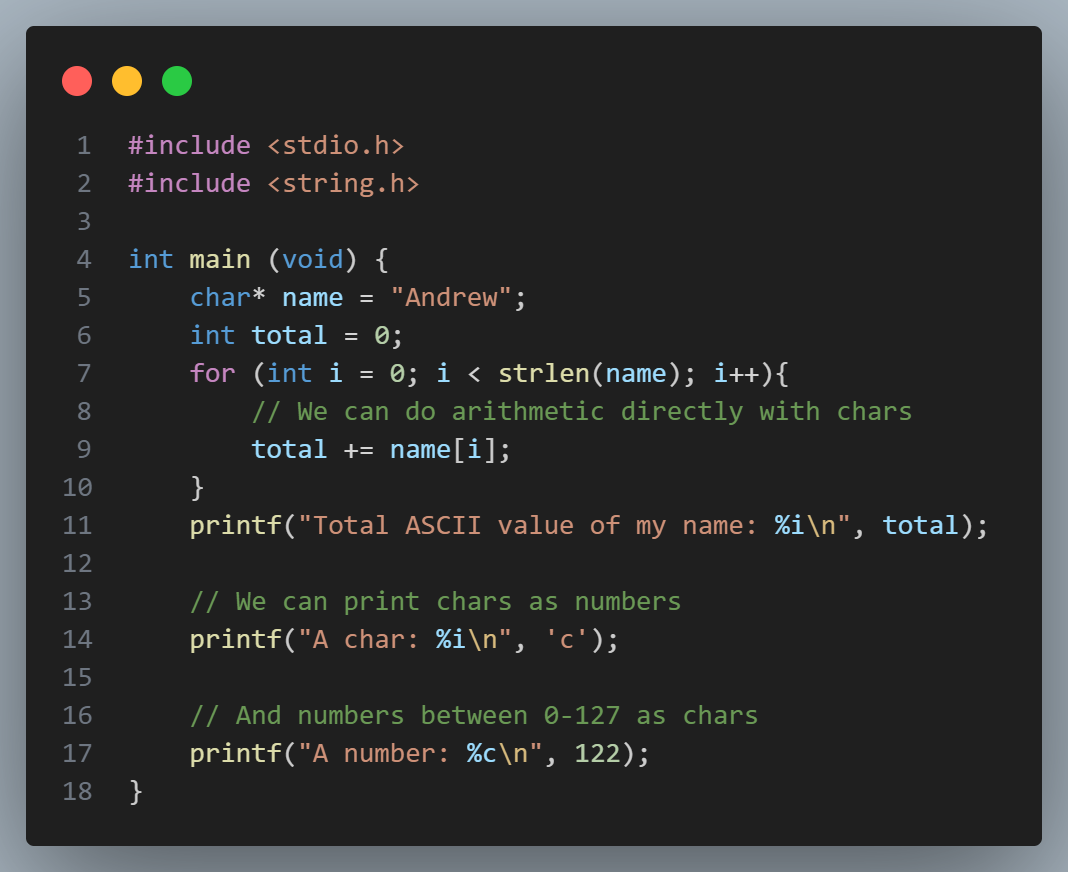 1 #include <stdio.h>
2 #include <string.h>
3
4 int main (void) {
5     char* name = "Andrew";
6     int total = 0;
7     for (int i = 0; i < strlen(name); i++){
8         // We can do arithmetic directly with chars
9         total += name[i];
10     }
11     printf("Total ASCII value of my name: %i\n", total);
12
13     // We can print chars as numbers
14     printf("A char: %i\n", 'c');
15
16     // And numbers between 0-127 as chars
17     printf("A number: %c\n", 122);
18 }